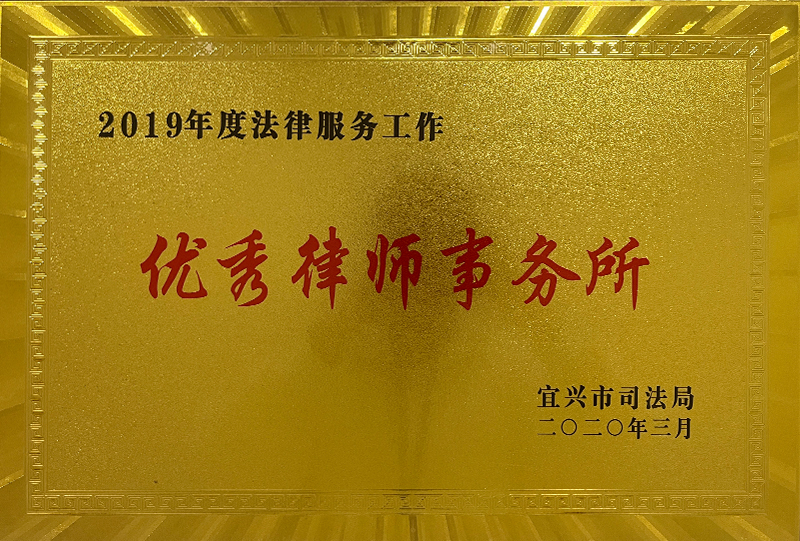 2019年度法律服务工作
优秀律师事务所
宜兴市司法局
二〇二〇年三月